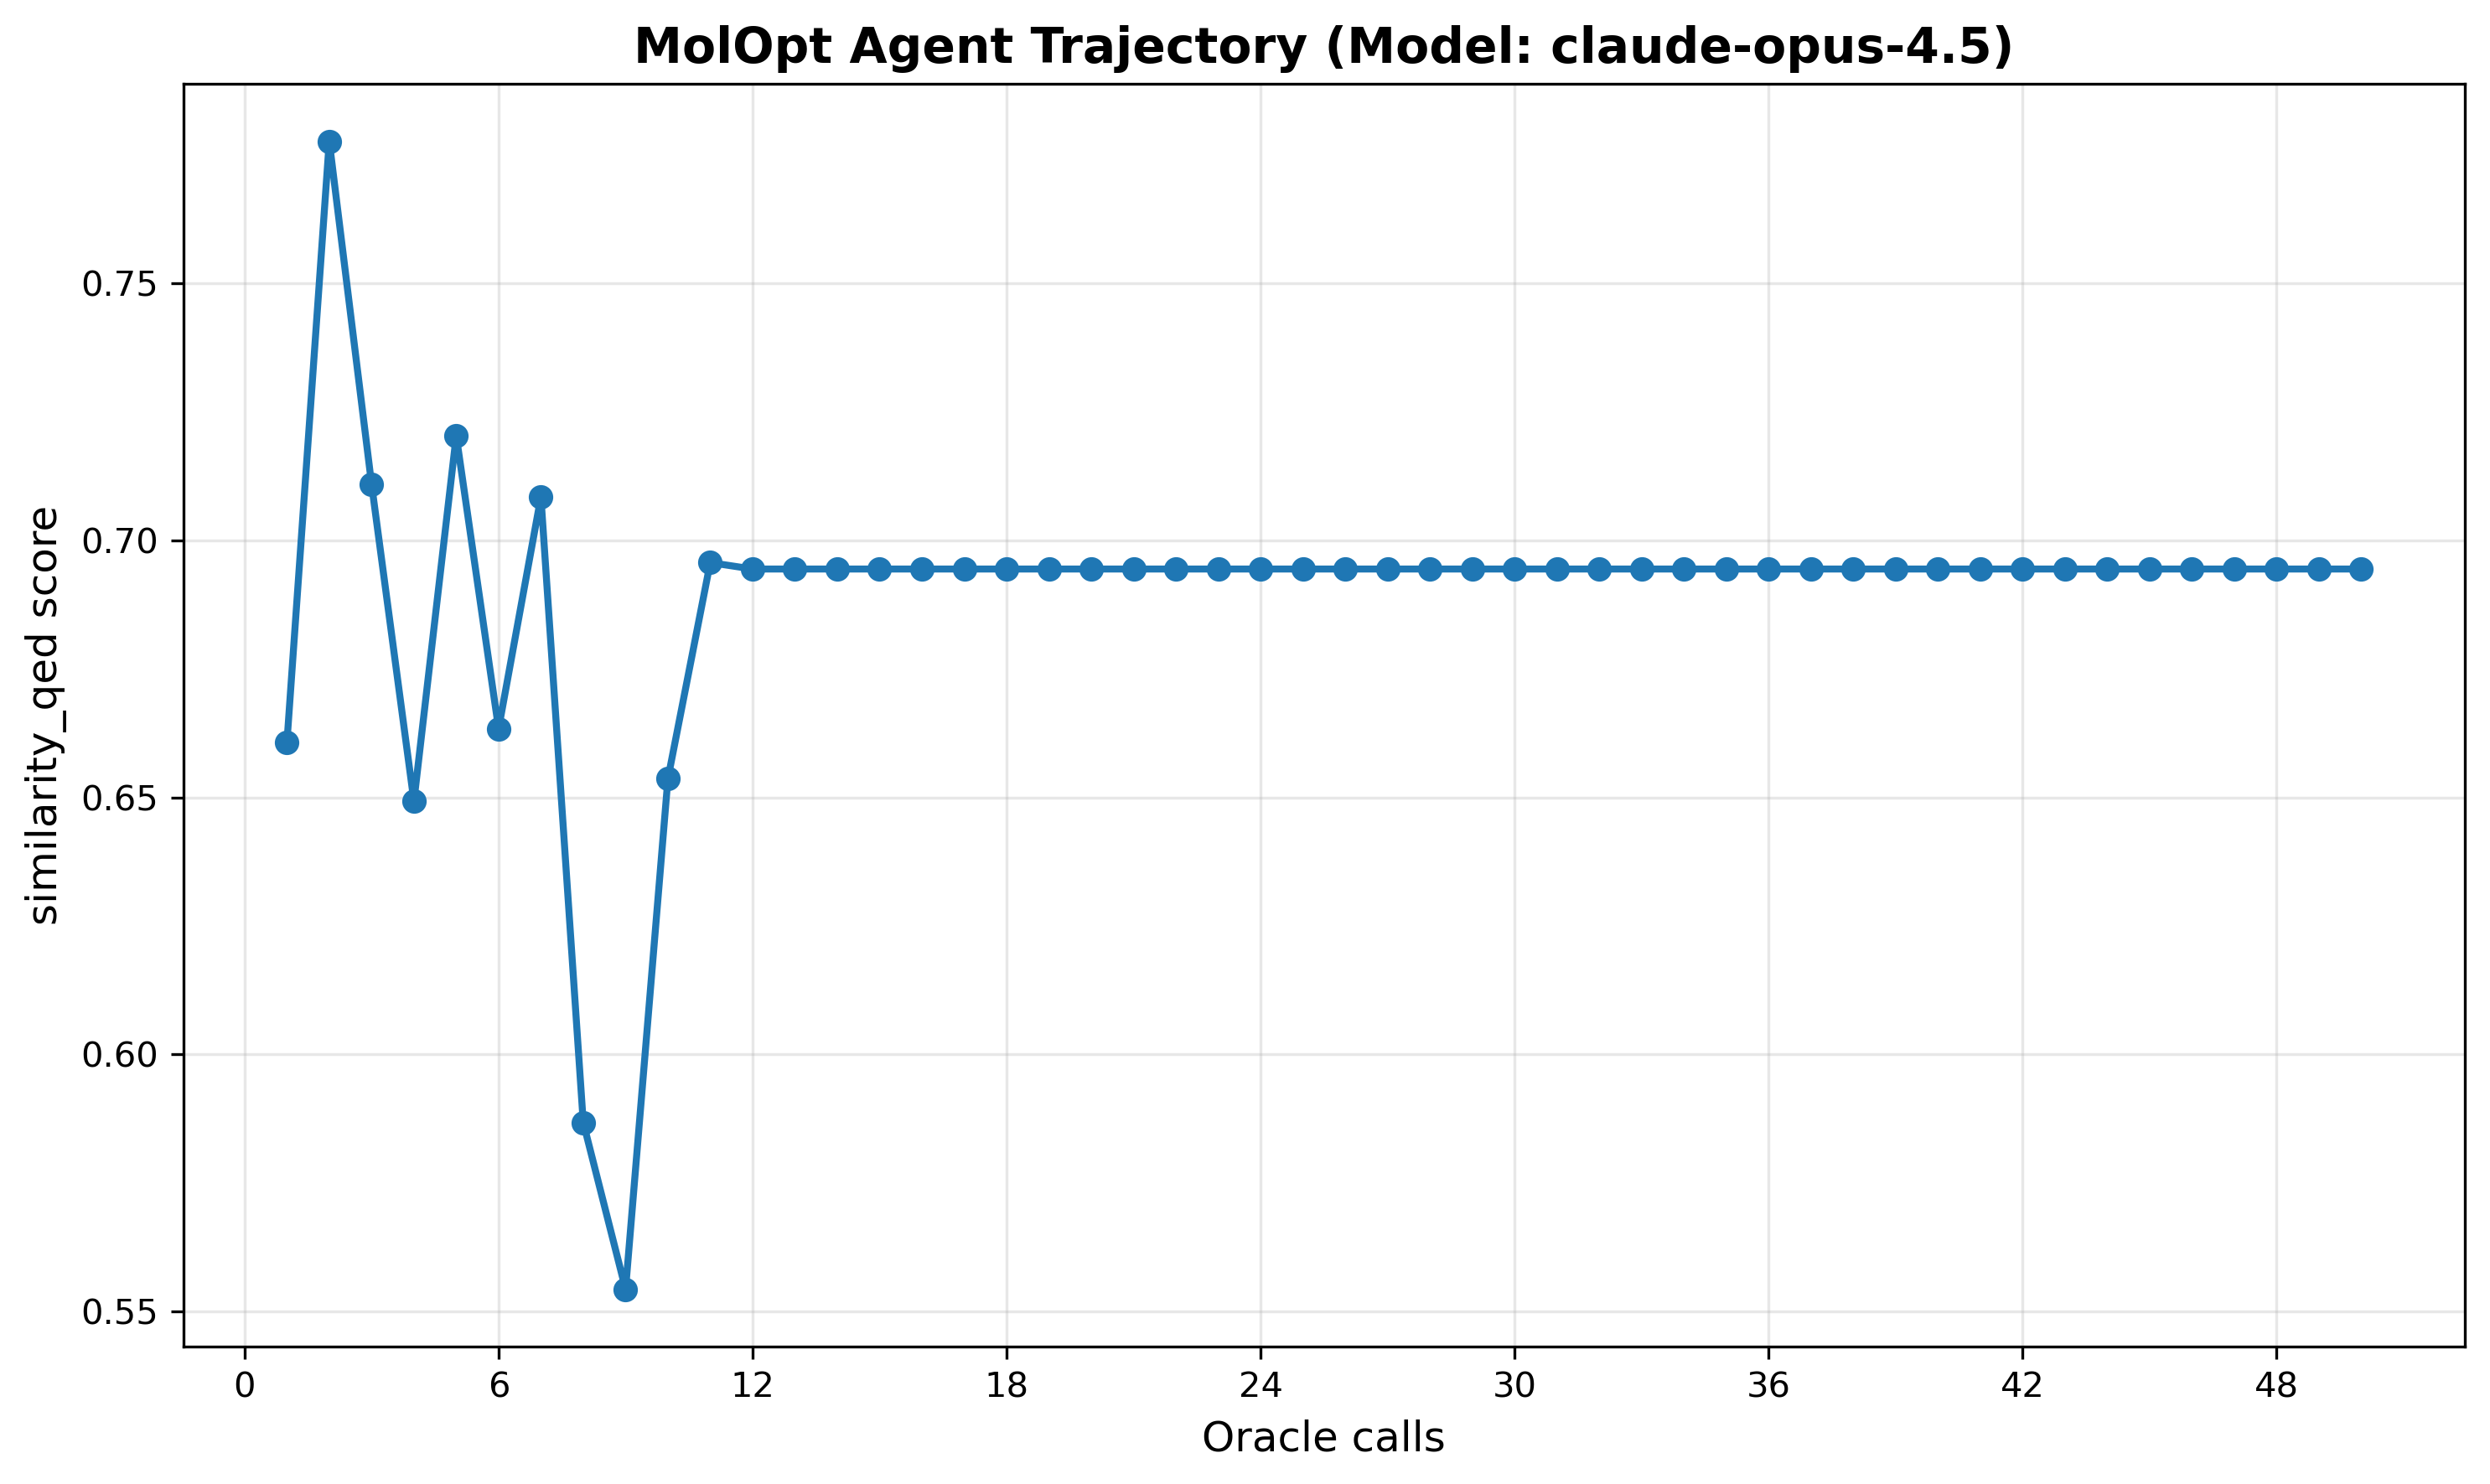 MolOpt Agent Trajectory (Model: claude-opus-4.5)
similarity_qed score
0.75
0.70
0.65
0.60
0.55
0 6 12 18 24 30 36 42 48
Oracle calls